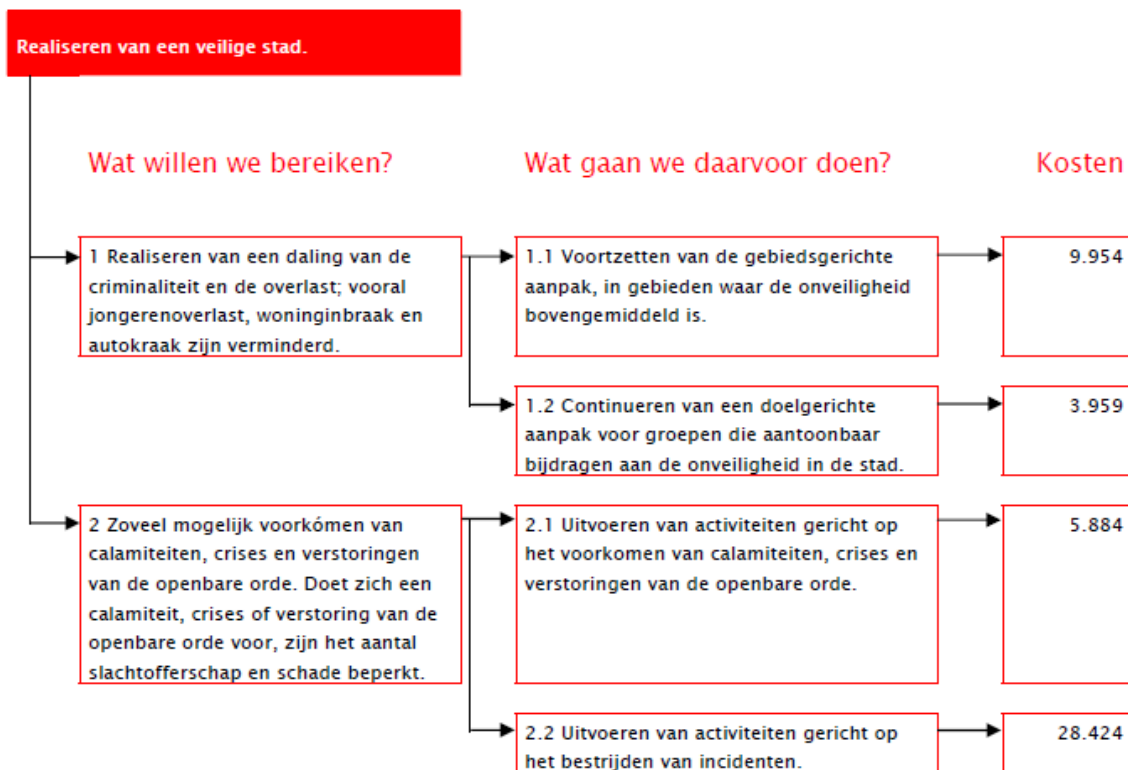 Realiseren van een veilige stad.
Wat willen we bereiken?
Wat gaan we daarvoor doen?
Kosten
1 Realiseren van een daling van de
criminaliteit en de overlast; vooral
jongerenoverlast, woninginbraak en
autokraak zijn verminderd.
1.1 Voortzetten van de gebiedsgerichte
aanpak, in gebieden waar de onveiligheid
bovengemiddeld is.
9.954
1.2 Continueren van een doelgerichte
aanpak voor groepen die aantoonbaar
bijdragen aan de onveiligheid in de stad.
3.959
2 Zoveel mogelijk voorkómen van
calamiteiten, crises en verstoringen
van de openbare orde. Doet zich een
calamiteit, crises of verstoring van de
openbare orde voor, zijn het aantal
slachtofferschap en schade beperkt.
2.1 Uitvoeren van activiteiten gericht op
het voorkomen van calamiteiten, crises en
verstoringen van de openbare orde.
5.884
2.2 Uitvoeren van activiteiten gericht op
het bestrijden van incidenten.
28.424